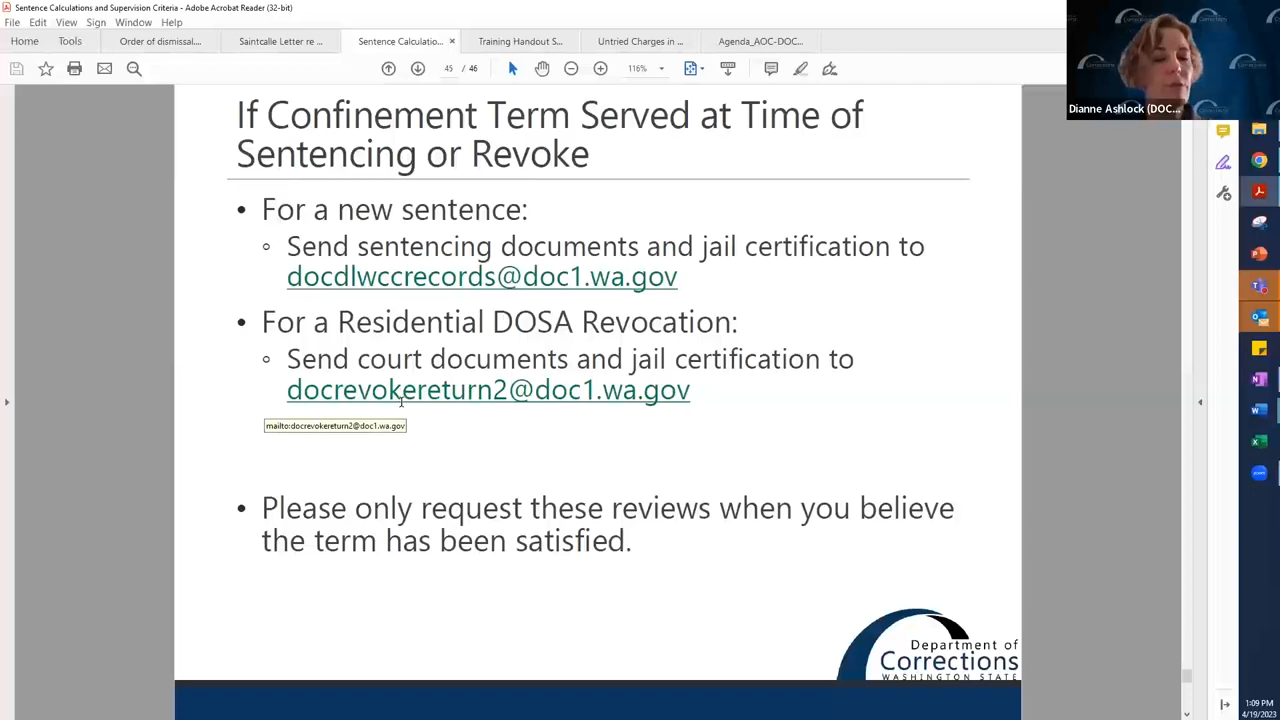 Sentence Calculations and Supervision Criteria - Adobe Acrobat Reader (32-bit)
File Edit View Sign Window Help
Home Tools Order of dismissal.... Saintcalle Letter re ... Sentence Calculatio... × Training Handout S... Untried Charges in ... Agenda_AOC-DOC...
45 / 46 116%
Dianne Ashlock (DOC...
If Confinement Term Served at Time of
Sentencing or Revoke
• For a new sentence:
Send sentencing documents and jail certification to
docdlwccrecords@doc1.wa.gov
• For a Residential DOSA Revocation:
Send court documents and jail certification to
docrevokereturn2@doc1.wa.gov
mailto:docrevokereturn2@doc1.wa.gov
• Please only request these reviews when you believe
the term has been satisfied.
Department of
Corrections
WASHINGTON STATE
1:09 PM
4/19/2023